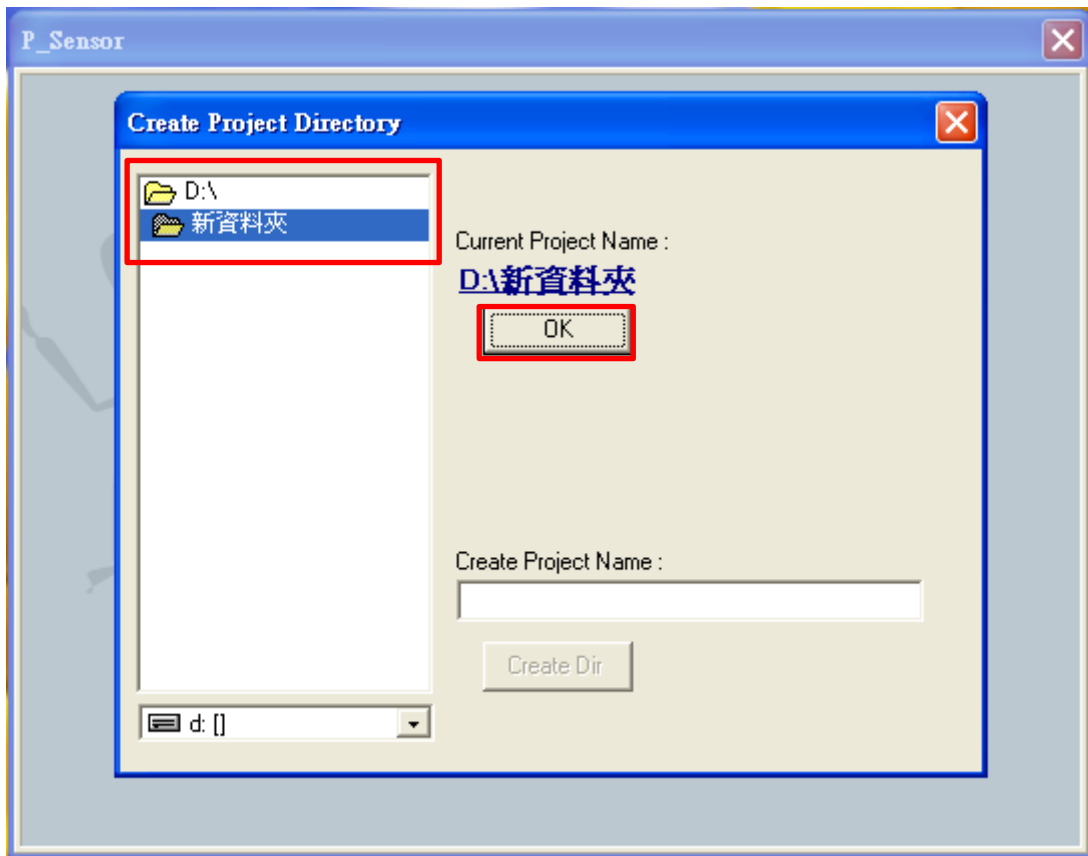 P_Sensor
Create Project Directory
D:\
新資料夾
Current Project Name :
D:\新資料夾
OK
Create Project Name :
Create Dir
d: []